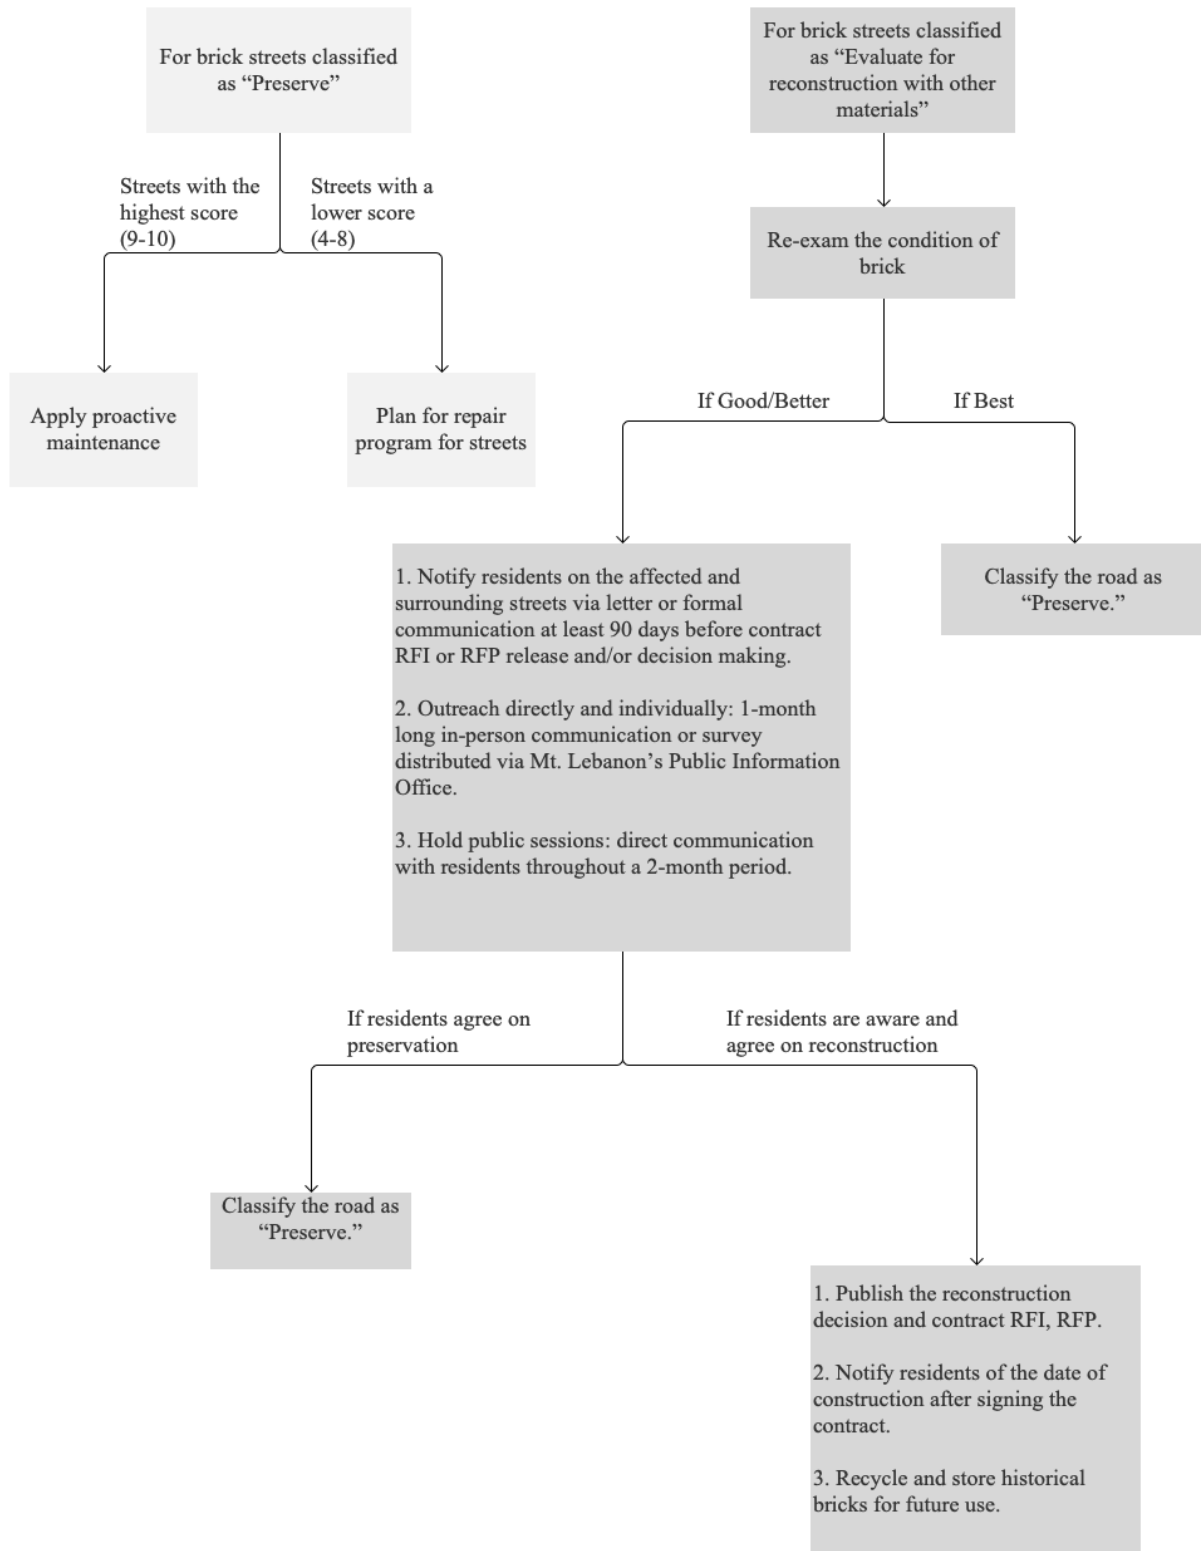 For brick streets classified
as “Preserve”
Streets with the
highest score
(9-10)
Streets with a
lower score
(4-8)
Apply proactive
maintenance
Plan for repair
program for streets
For brick streets classified
as “Evaluate for
reconstruction with other
materials”
Re-exam the condition of
brick
If Good/Better
If Best
1. Notify residents on the affected and
surrounding streets via letter or formal
communication at least 90 days before contract
RFI or RFP release and/or decision making.
2. Outreach directly and individually: 1-month
long in-person communication or survey
distributed via Mt. Lebanon’s Public Information
Office.
3. Hold public sessions: direct communication
with residents throughout a 2-month period.
Classify the road as
“Preserve.”
If residents agree on
preservation
If residents are aware and
agree on reconstruction
Classify the road as
“Preserve.”
1. Publish the reconstruction
decision and contract RFI, RFP.
2. Notify residents of the date of
construction after signing the
contract.
3. Recycle and store historical
bricks for future use.